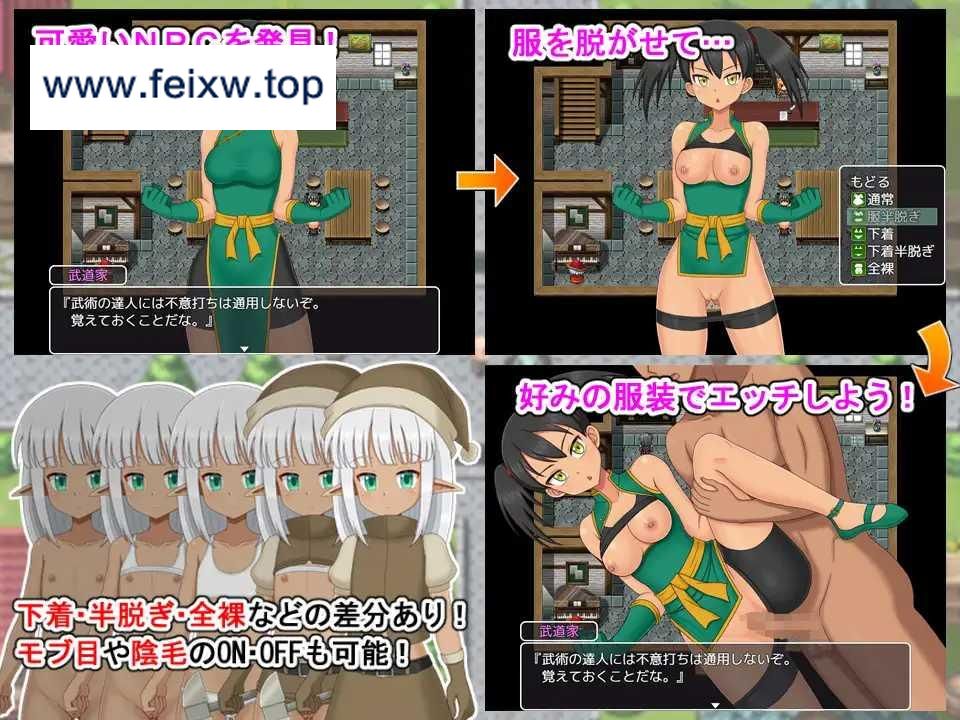 可愛いNPCを発見！
www.feixw.top
武道家
『武術の達人には不意打ちは通用しないぞ。
覚えておくことだな。』
服を脱がせて…
もどる
通常
服半脱ぎ
下着
下着半脱ぎ
全裸
下着・半脱ぎ・全裸などの差分あり！
モブ目や陰毛のON・OFFも可能！
好みの服装でエッチしよう！
武道家
『武術の達人には不意打ちは通用しないぞ。
覚えておくことだな。』